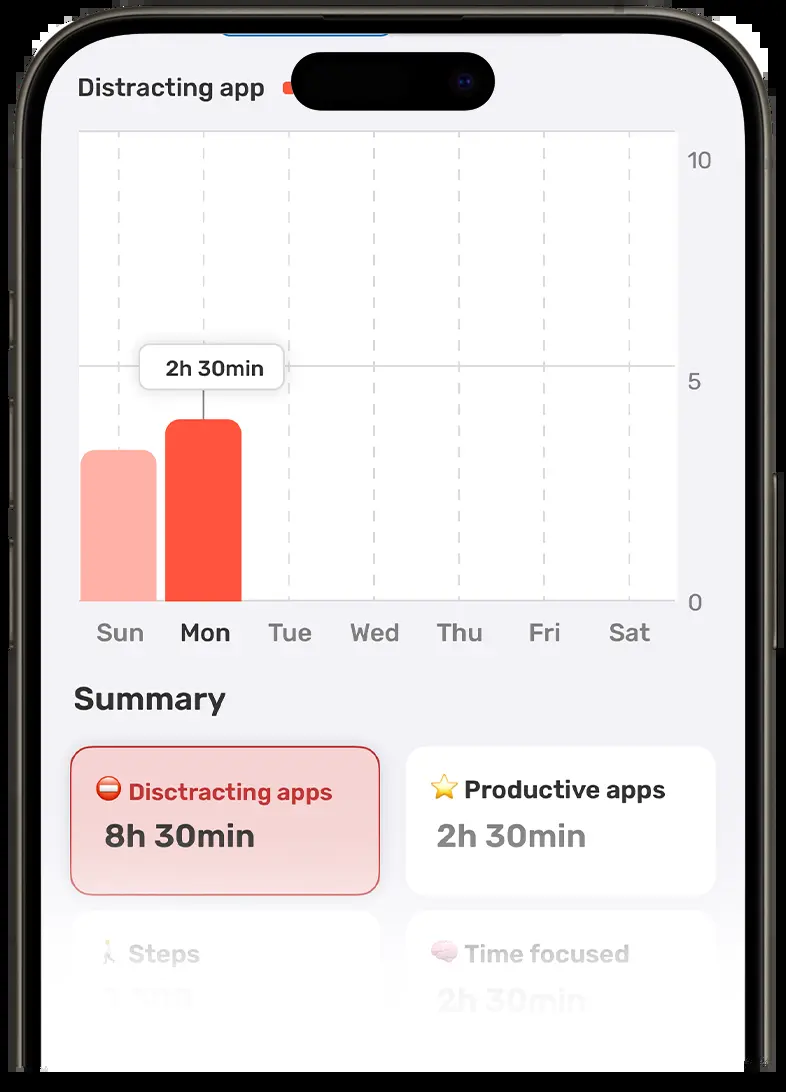 Distracting app
10
2h 30min
5
0
Sun Mon Tue Wed Thu Fri Sat
Summary
Disctracting apps
8h 30min
Productive apps
2h 30min
Steps
Time focused
2h 30min